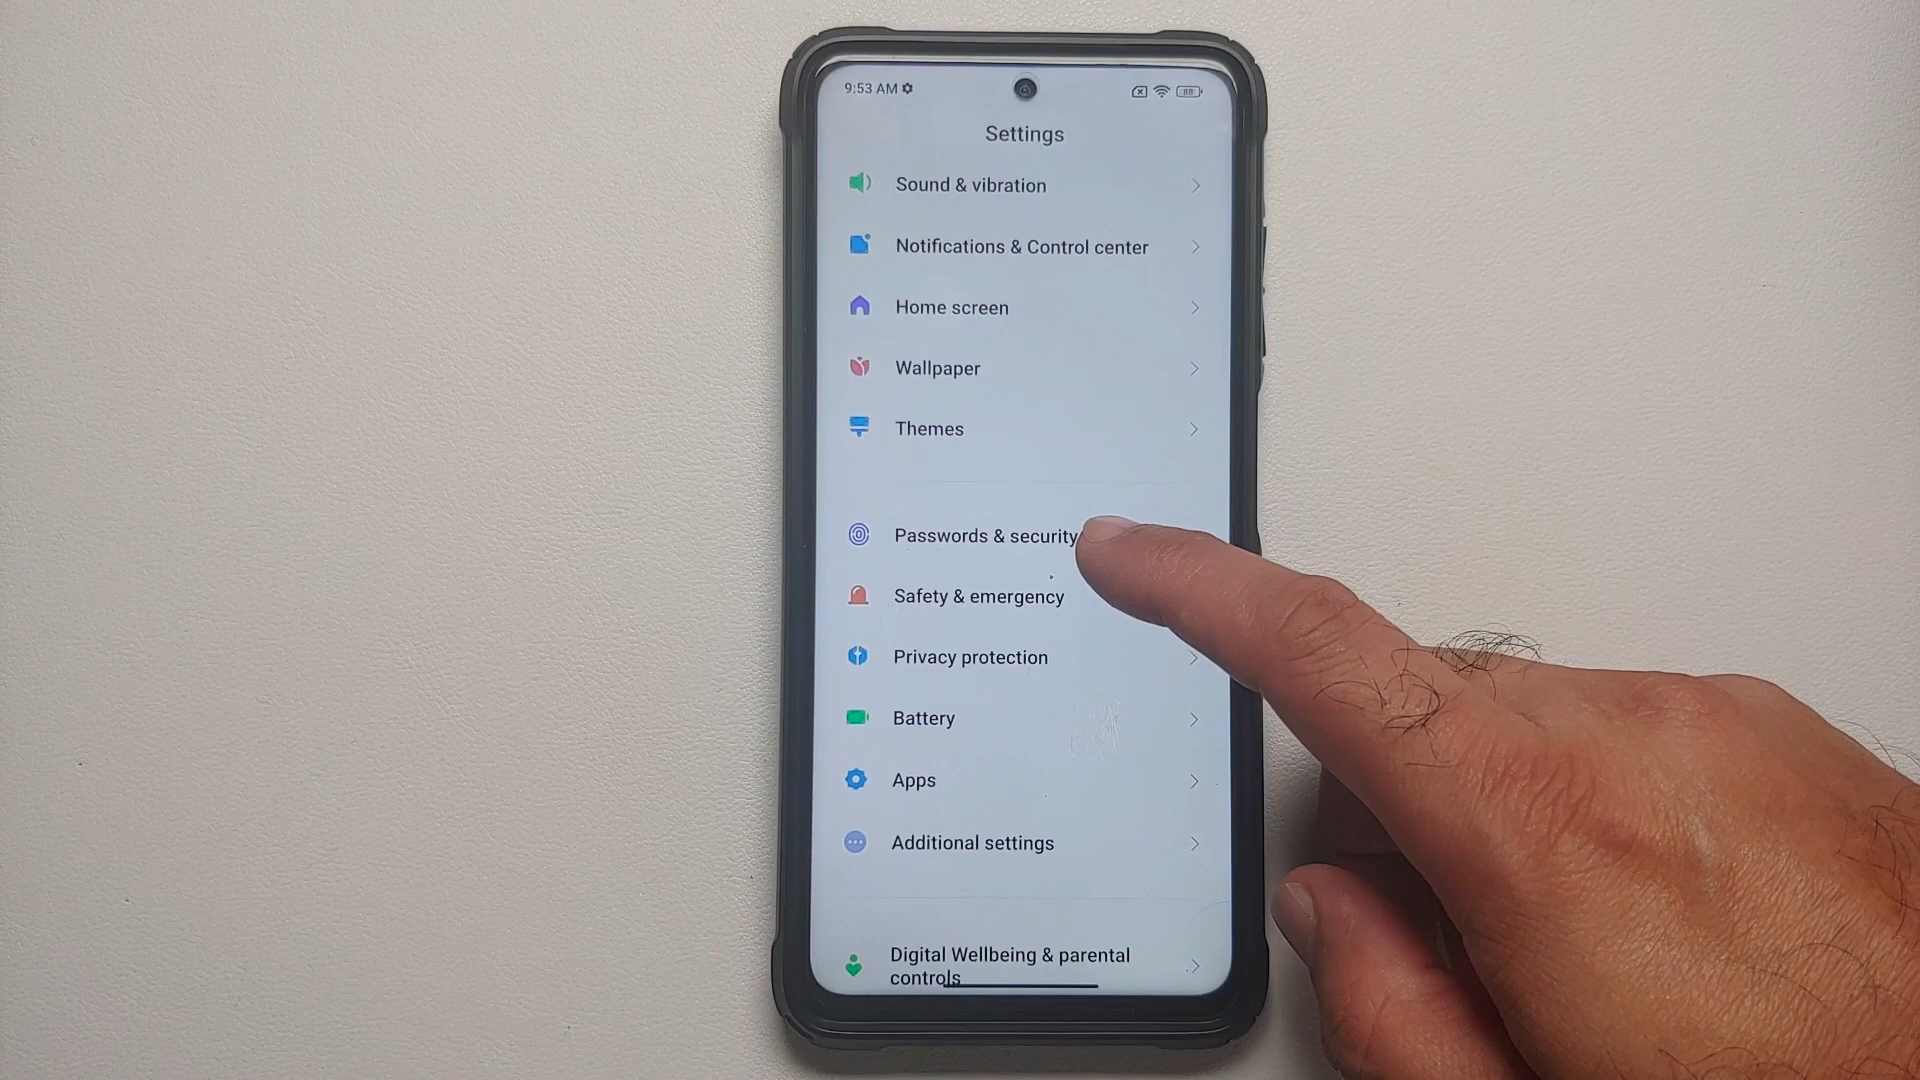 9:53 AM
88
Settings
Sound & vibration
Notifications & Control center
Home screen
Wallpaper
Themes
Passwords & security
Safety & emergency
Privacy protection
Battery
Apps
Additional settings
Digital Wellbeing & parental
controls